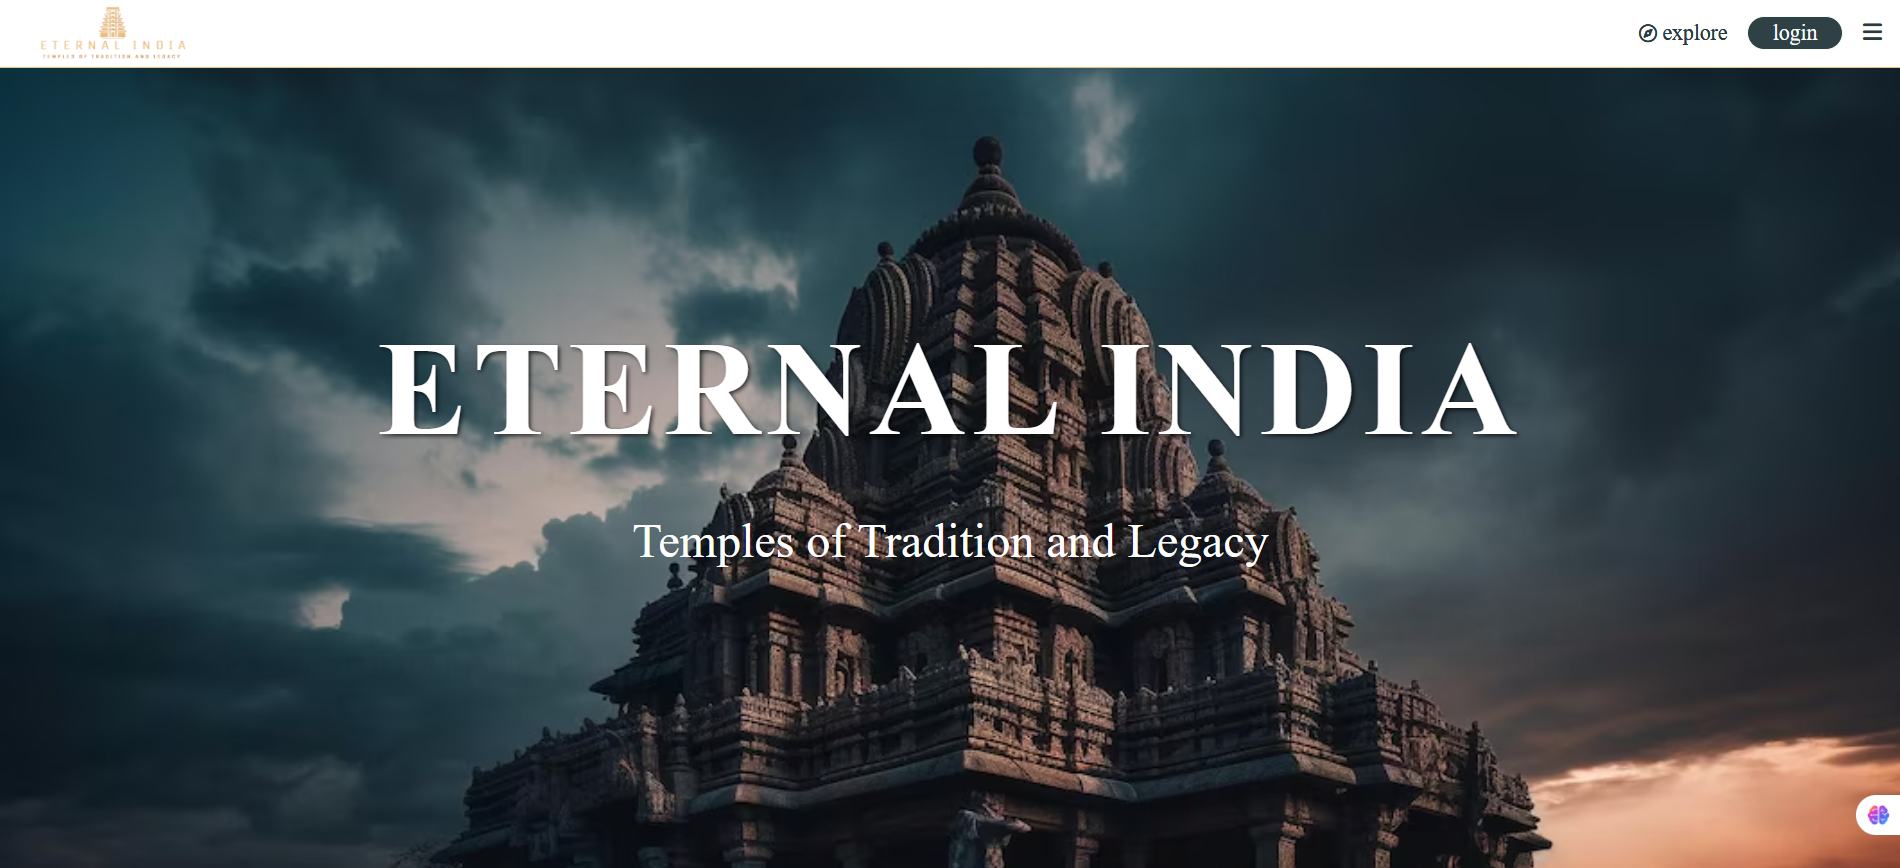 ETERNAL INDIA
TEMPLES OF TRADITION AND LEGACY
explore
login
ETERNAL INDIA
Temples of Tradition and Legacy